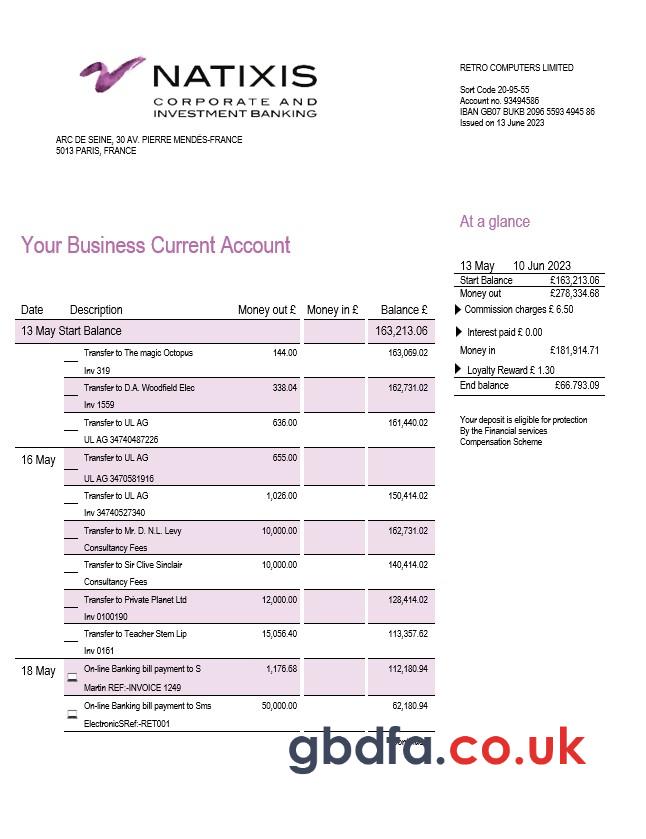 NATIXIS
CORPORATE AND
INVESTMENT BANKING
ARC DE SEINE, 30 AV. PIERRE MENDÈS-FRANCE
5013 PARIS, FRANCE
RETRO COMPUTERS LIMITED
Sort Code 20-95-55
Account no. 93494586
IBAN GB07 BUKB 2096 5593 4945 86
Issued on 13 June 2023
At a glance
13 May 10 Jun 2023
Start Balance £163,213.06
Money out £278,334.68
Commission charges £ 6.50
Interest paid £ 0.00
Money in £181,914.71
Loyalty Reward £ 1.30
End balance £66.793.09
Your deposit is eligible for protection
By the Financial services
Compensation Scheme
Your Business Current Account
Date Description Money out £ Money in £ Balance £
13 May Start Balance 163,213.06
Transfer to The magic Octopus 144.00 163,069.02
Inv 319
Transfer to D.A. Woodfield Elec 338.04 162,731.02
Inv 1559
Transfer to UL AG 636.00 161,440.02
UL AG 34740487226
16 May Transfer to UL AG 655.00
UL AG 3470581916
Transfer to UL AG 1,026.00 150,414.02
Inv 34740527340
Transfer to Mr. D. N.L. Levy 10,000.00 162,731.02
Consultancy Fees
Transfer to Sir Clive Sinclair 10,000.00 140,414.02
Consultancy Fees
Transfer to Private Planet Ltd 12,000.00 128,414.02
Inv 0100190
Transfer to Teacher Stem Lip 15,056.40 113,357.62
Inv 0161
18 May On-line Banking bill payment to S 1,176.68 112,180.94
Martin REF:-INVOICE 1249
On-line Banking bill payment to Sms 50,000.00 62,180.94
ElectronicSRef:-RET001
gbdfa.co.uk